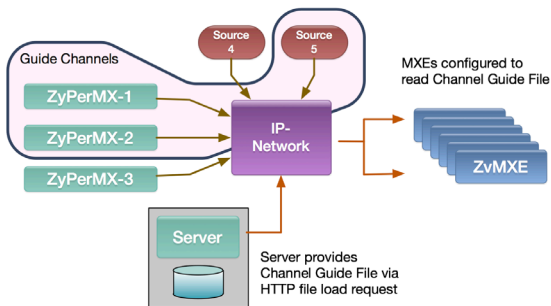 Source
4
Source
5
Guide Channels
MXEs configured to
read Channel Guide File
ZyPerMX-1
ZyPerMX-2
ZyPerMX-3
IP-
Network
ZvMXE
Server
Server provides
Channel Guide File via
HTTP file load request